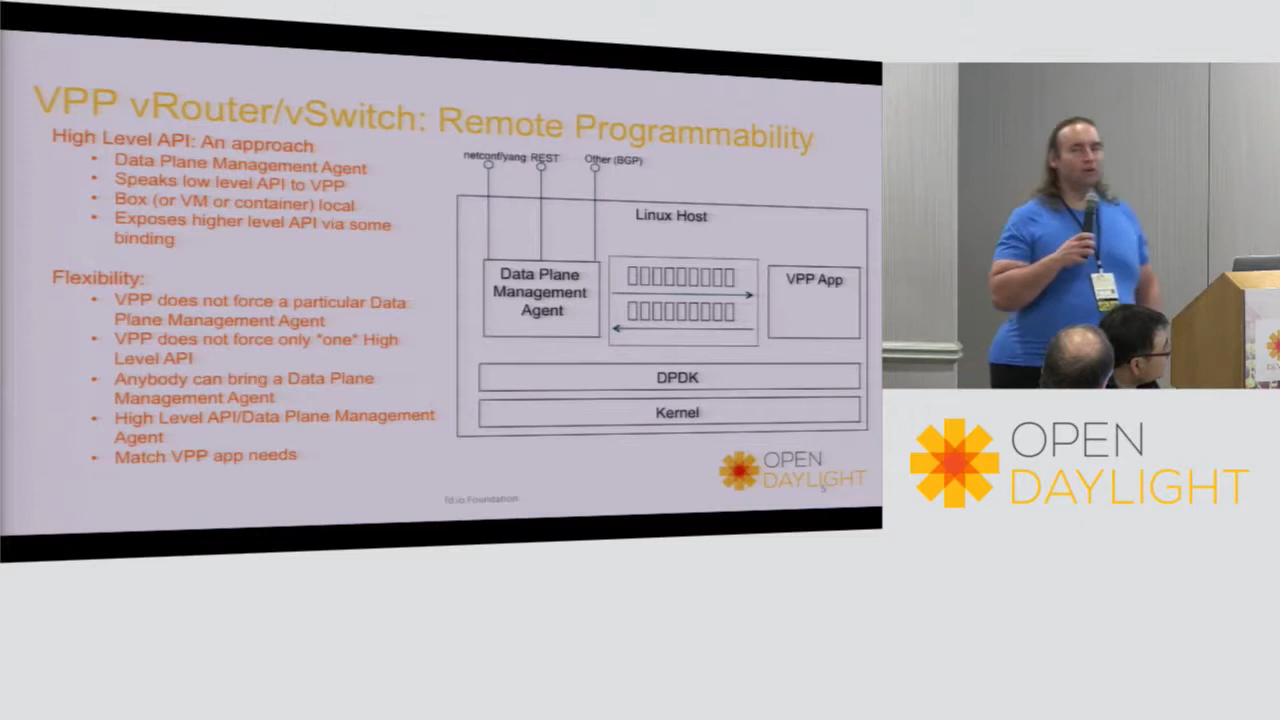 VPP vRouter/vSwitch: Remote Programmability
High Level API: An approach
• Data Plane Management Agent
• Speaks low level API to VPP
• Box (or VM or container) local
• Exposes higher level API via some
binding
Flexibility:
• VPP does not force a particular Data
Plane Management Agent
• VPP does not force only *one* High
Level API
• Anybody can bring a Data Plane
Management Agent
• High Level API/Data Plane Management
Agent
• Match VPP app needs
netconf/yang REST Other (BGP)
Linux Host
Data Plane
Management
Agent
VPP App
DPDK
Kernel
fd.io Foundation
OPEN
DAYLIGHT
5
OPEN
DAYLIGHT